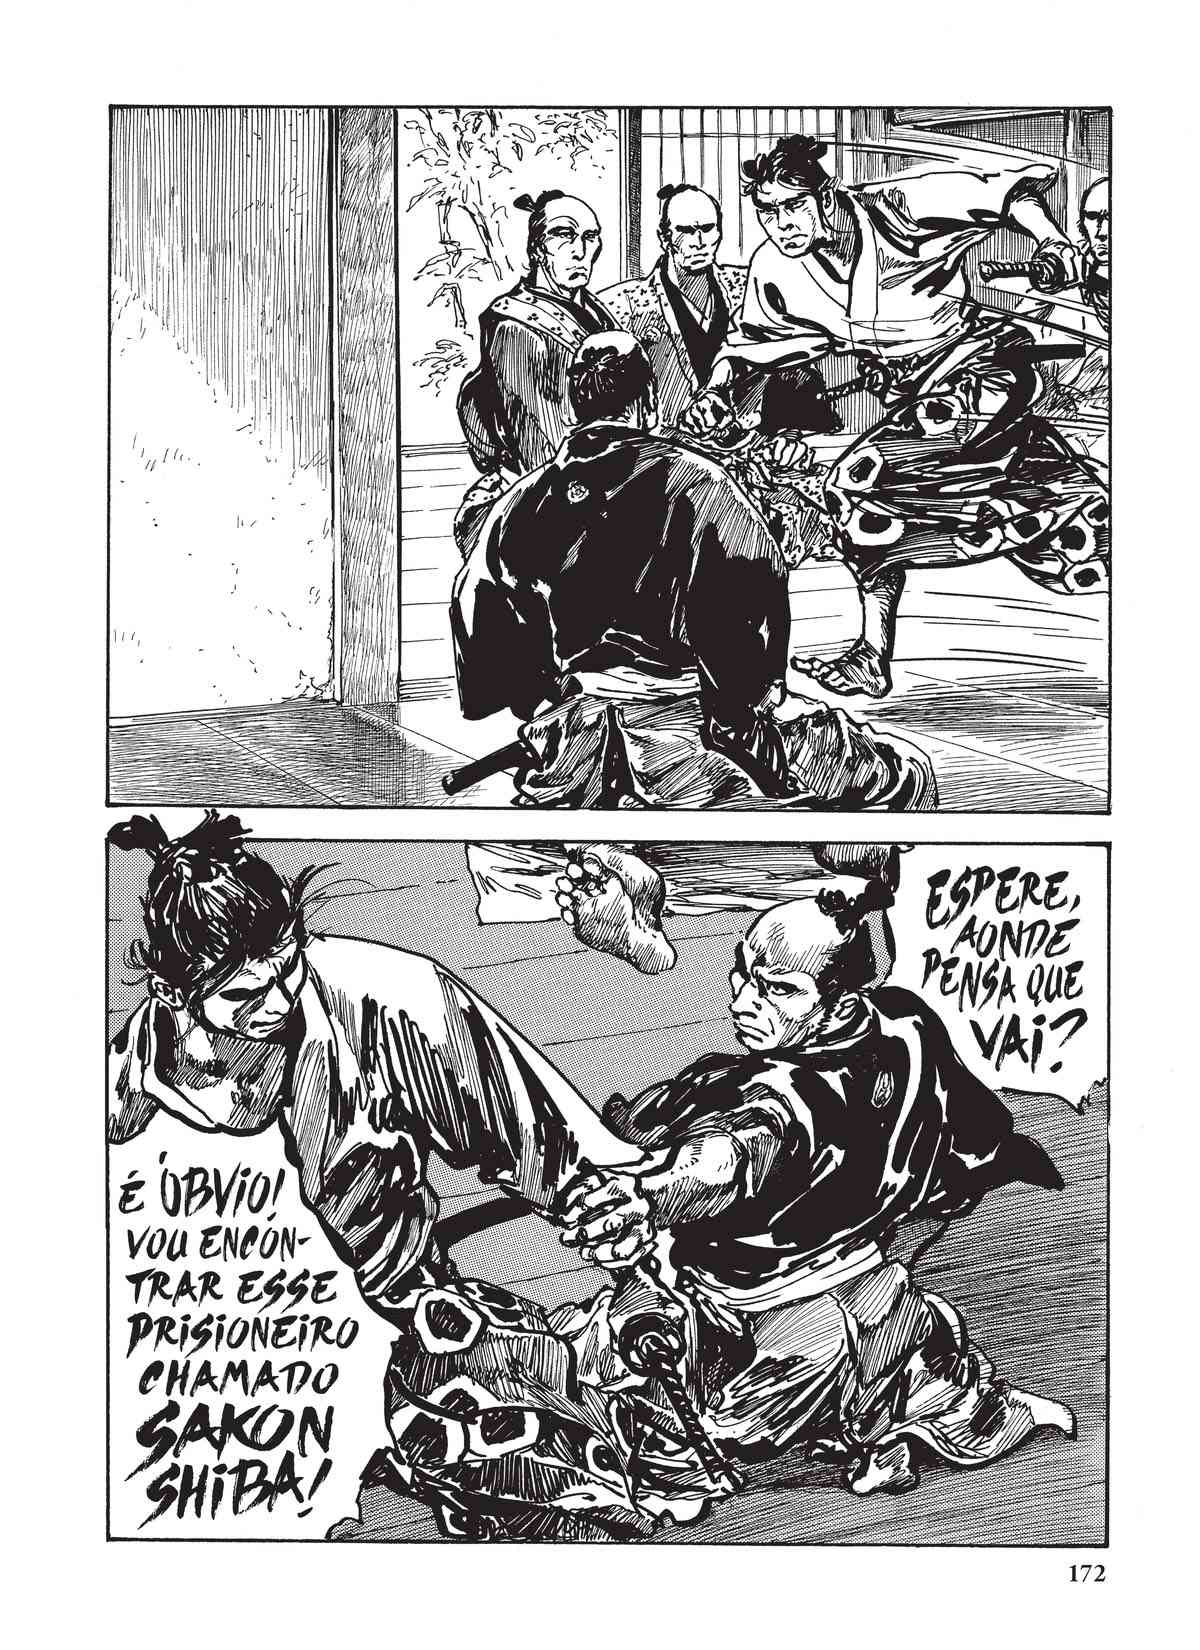 ESPERE,
AONDE
PENSA QUE
VAI?
É ÓBVIO!
VOU ENCON-
TRAR ESSE
PRISIONEIRO
CHAMADO
SAKON
SHIBA!
172